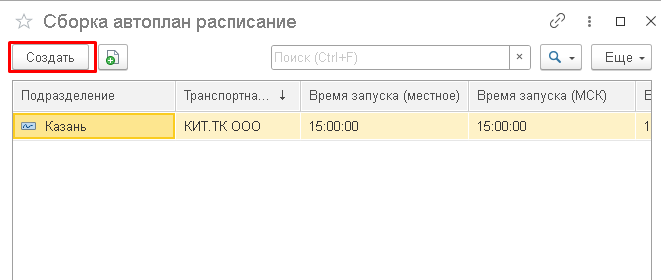 Сборка автоплан расписание
Создать
Поиск (Ctrl+F)
×
Еще
Подразделение
Транспортна... ↓
Время запуска (местное)
Время запуска (МСК)
Е
Казань
КИТ.ТК ООО
15:00:00
15:00:00
1